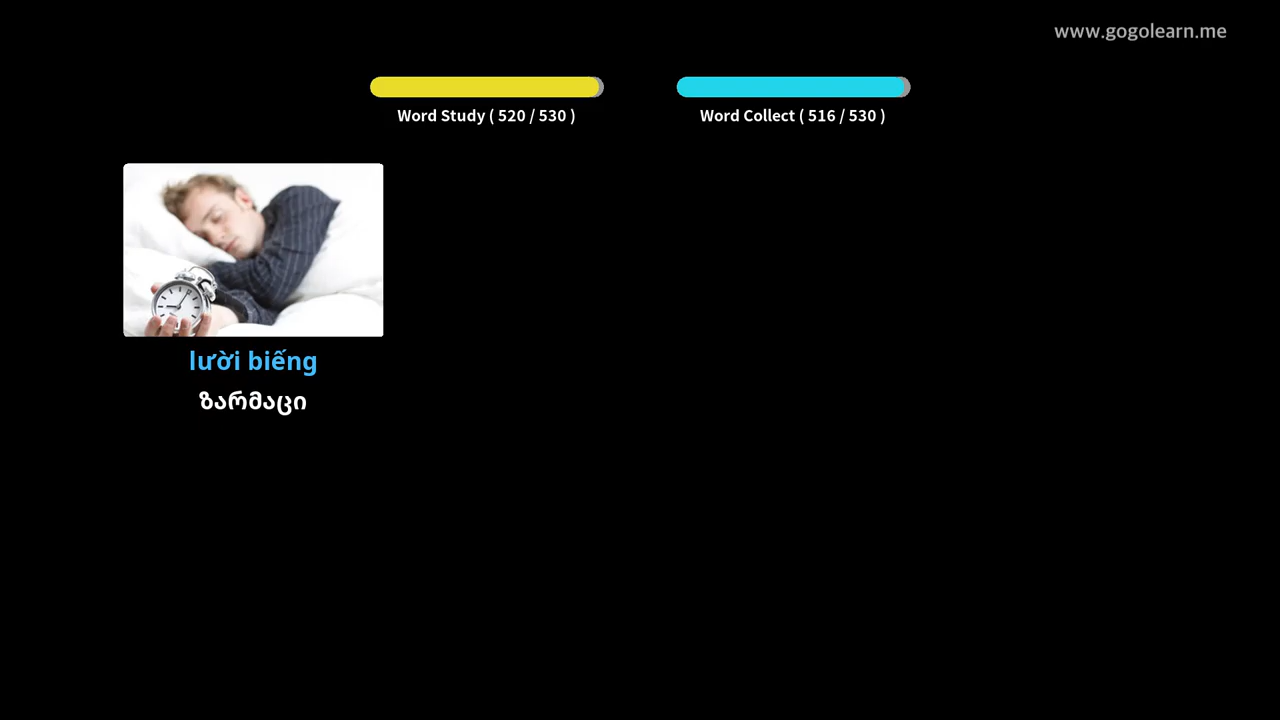 www.gogolearn.me
Word Study ( 520 / 530 )
Word Collect ( 516 / 530 )
lười biếng
ზარმაცი